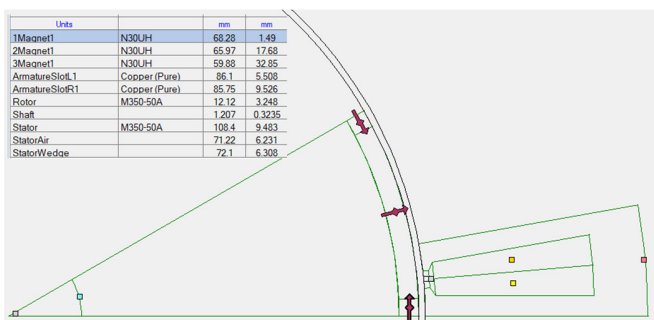 Units mm mm
1Magnet1 N30UH 68.28 1.49
2Magnet1 N30UH 65.97 17.68
3Magnet1 N30UH 59.88 32.85
ArmatureSlotL1 Copper (Pure) 86.1 5.508
ArmatureSlotR1 Copper (Pure) 85.75 9.526
Rotor M350-50A 12.12 3.248
Shaft 1.207 0.3235
Stator M350-50A 108.4 9.483
StatorAir 71.22 6.231
StatorWedge 72.1 6.308